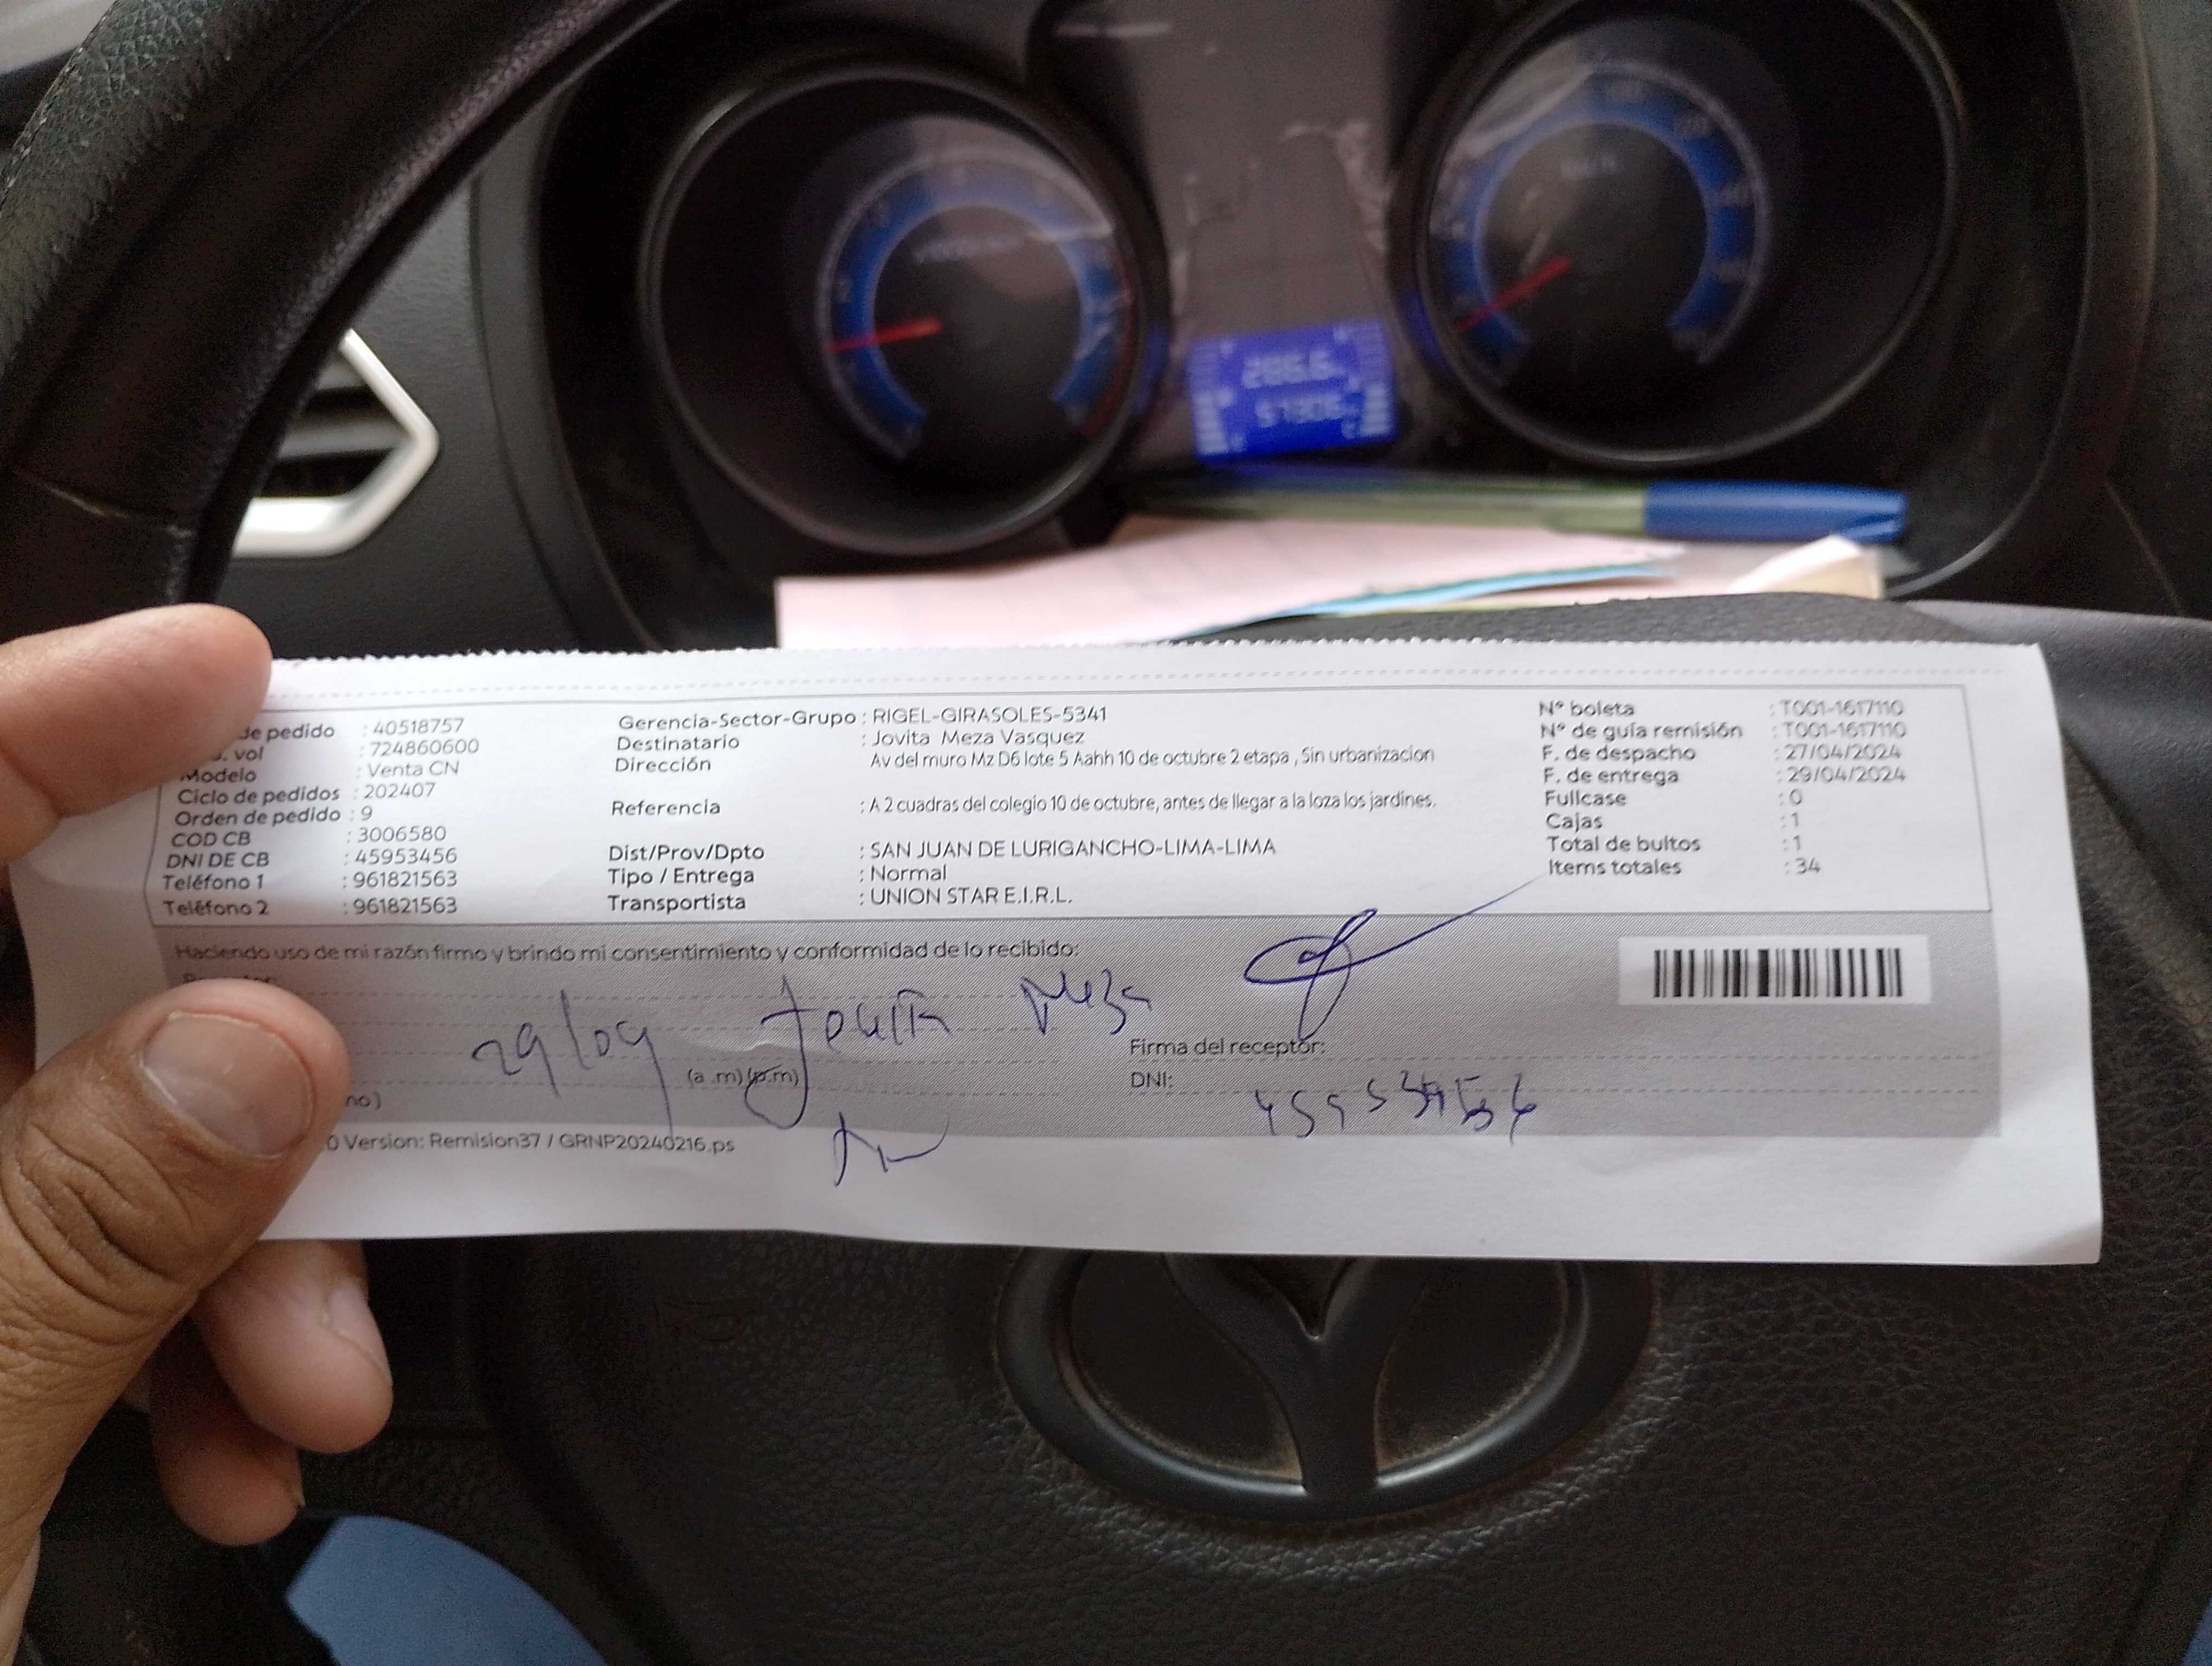 de pedido : 40518757
. vol : 724860600
Modelo : Venta CN
Ciclo de pedidos : 202407
Orden de pedido : 9
COD CB : 3006580
DNI DE CB : 45953456
Teléfono 1 : 961821563
Teléfono 2 : 961821563
Gerencia-Sector-Grupo : RIGEL-GIRASOLES-5341
Destinatario : Jovita Meza Vasquez
Dirección Av del muro Mz D6 lote 5 Aahh 10 de octubre 2 etapa , Sin urbanizacion
Referencia : A 2 cuadras del colegio 10 de octubre, antes de llegar a la loza los jardines.
Dist/Prov/Dpto : SAN JUAN DE LURIGANCHO-LIMA-LIMA
Tipo / Entrega : Normal
Transportista : UNION STAR E.I.R.L.
N° boleta : T001-1617110
N° de guía remisión : T001-1617110
F. de despacho : 27/04/2024
F. de entrega : 29/04/2024
Fullcase : 0
Cajas : 1
Total de bultos : 1
Items totales : 34
Haciendo uso de mi razón firmo y brindo mi consentimiento y conformidad de lo recibido:
29/04 Jovita Meza
(a .m) (p.m)
Firma del receptor:
DNI:
no)
0 Version: Remision37 / GRNP20240216.ps